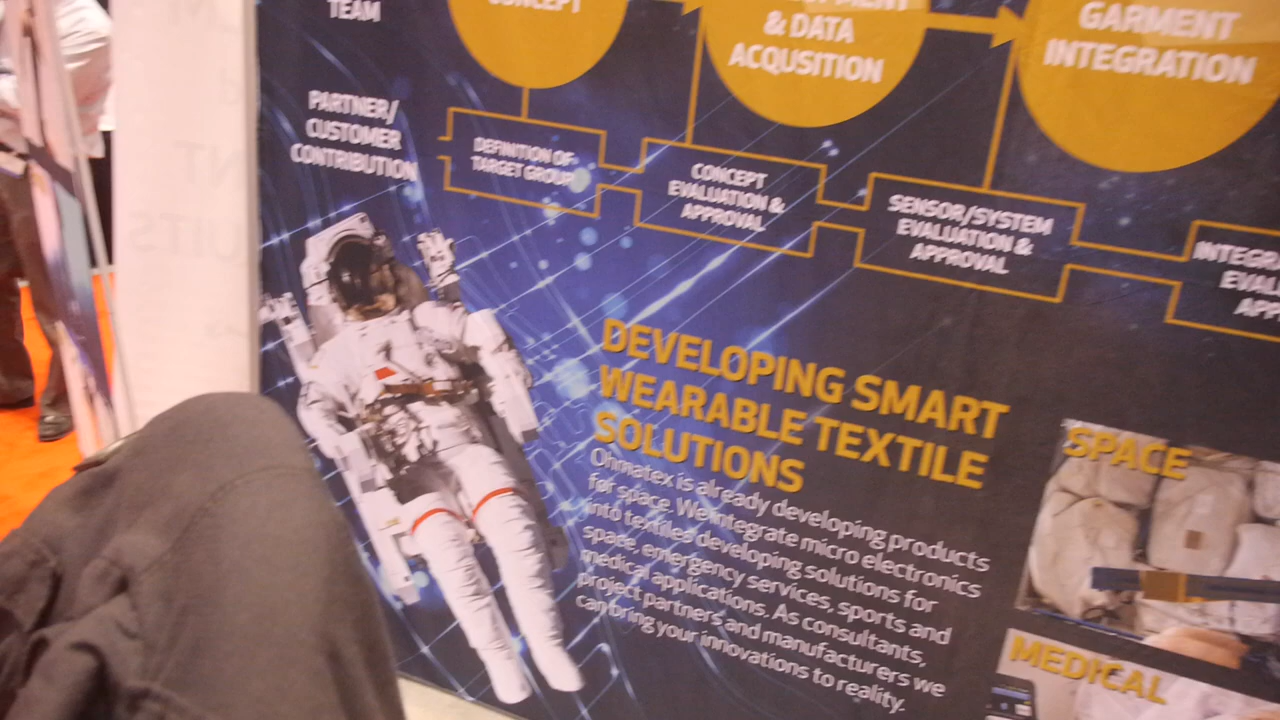 TEAM
CONCEPT
& DATA
ACQUSITION
GARMENT
INTEGRATION
PARTNER/
CUSTOMER
CONTRIBUTION
DEFINITION OF
TARGET GROUP
CONCEPT
EVALUATION &
APPROVAL
SENSOR/SYSTEM
EVALUATION &
APPROVAL
DEVELOPING SMART
WEARABLE TEXTILE
SOLUTIONS
Ohmatex is already developing products
for space. We integrate micro electronics
into textiles developing solutions for
space, emergency services, sports and
medical applications. As consultants,
project partners and manufacturers we
can bring your innovations to reality.
SPACE
MEDICAL